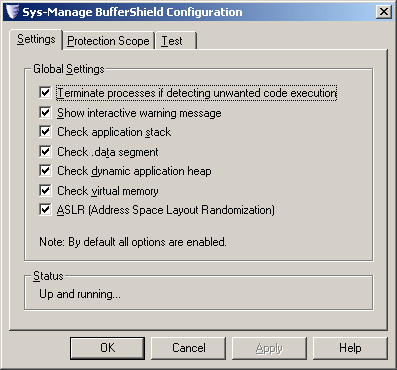 Sys-Manage BufferShield Configuration
Settings
Protection Scope
Test
Global Settings
Terminate processes if detecting unwanted code execution
Show interactive warning message
Check application stack
Check .data segment
Check dynamic application heap
Check virtual memory
ASLR (Address Space Layout Randomization)
Note: By default all options are enabled.
Status
Up and running...
OK
Cancel
Apply
Help